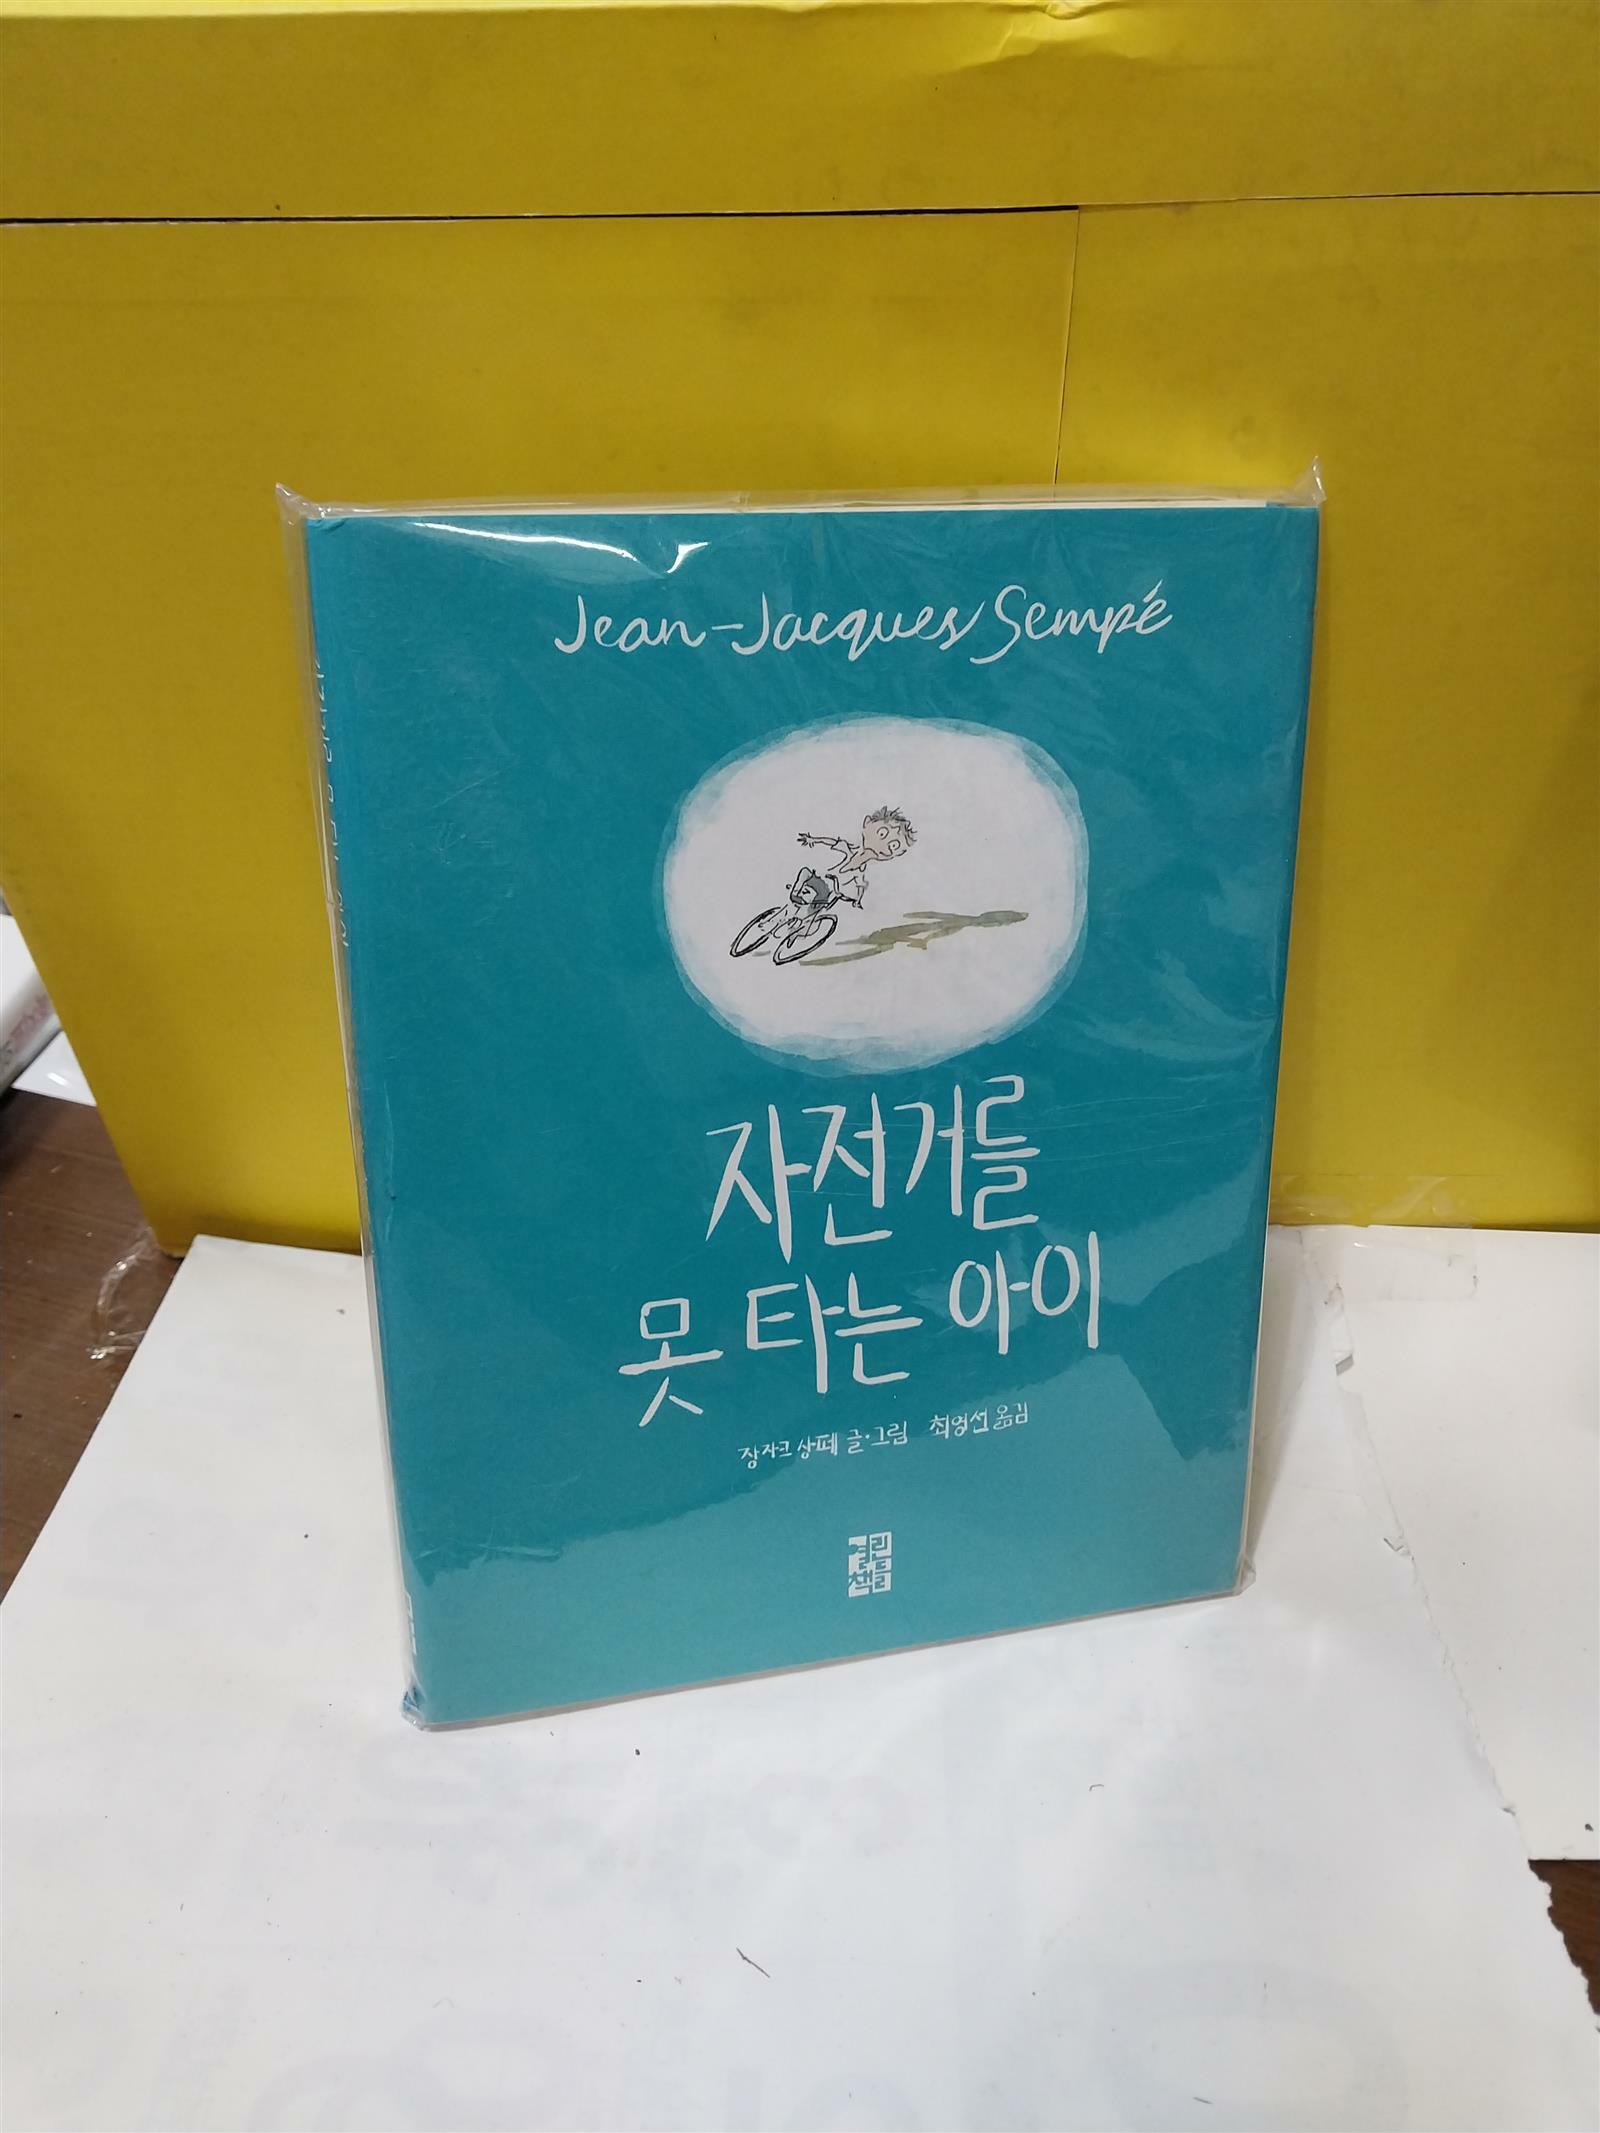 Jean-Jacques Sempé
자전거를
못 타는 아이
장자크 상페 글·그림 최영선 옮김
열린
책들